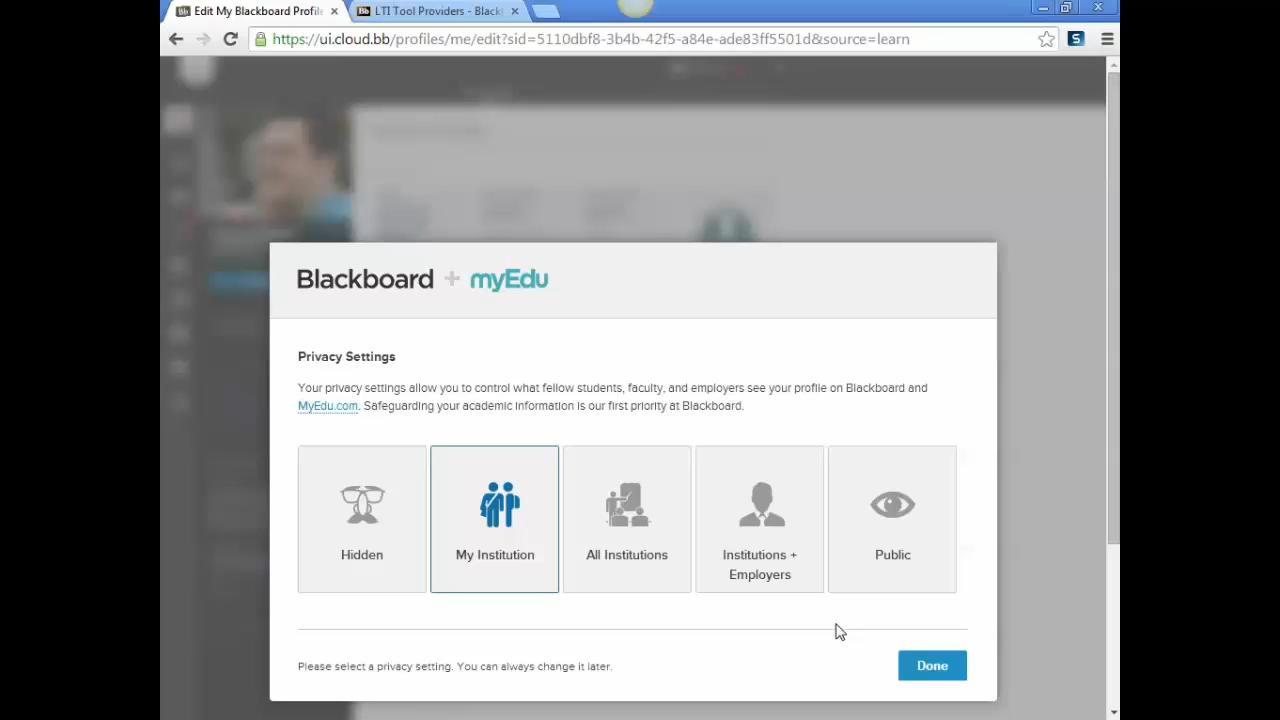 Edit My Blackboard Profile
LTI Tool Providers - Black
https://ui.cloud.bb/profiles/me/edit?sid=5110dbf8-3b4b-42f5-a84e-ade83ff5501d&source=learn
Blackboard + myEdu
Privacy Settings
Your privacy settings allow you to control what fellow students, faculty, and employers see your profile on Blackboard and
MyEdu.com. Safeguarding your academic information is our first priority at Blackboard.
Hidden
My Institution
All Institutions
Institutions +
Employers
Public
Please select a privacy setting. You can always change it later.
Done